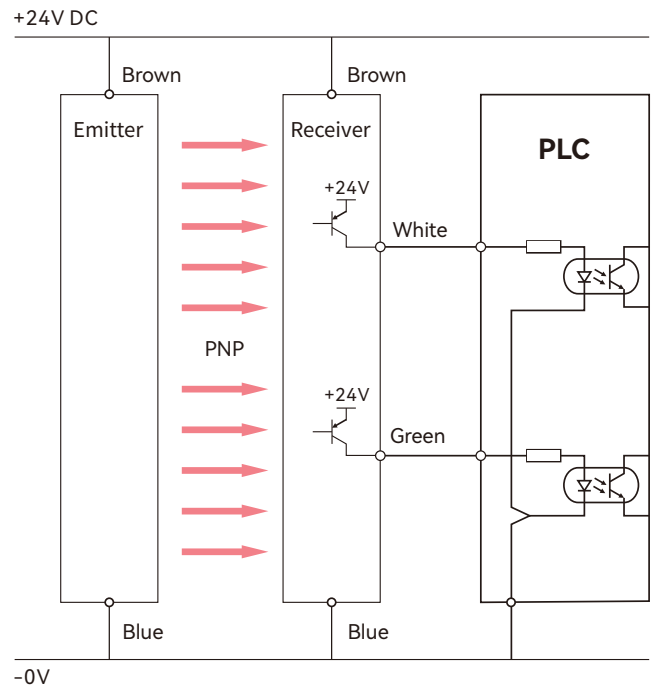 +24V DC
Brown
Brown
Emitter
Receiver
PLC
+24V
White
PNP
+24V
Green
Blue
Blue
-0V